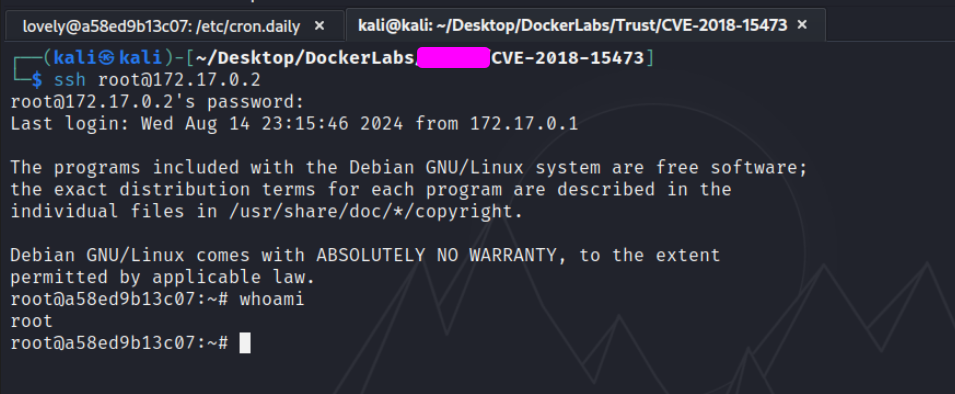 lovely@a58ed9b13c07: /etc/cron.daily ×
kali@kali: ~/Desktop/DockerLabs/Trust/CVE-2018-15473 ×
┌──(kali㉿kali)-[~/Desktop/DockerLabs/ CVE-2018-15473]
└─$ ssh root@172.17.0.2
root@172.17.0.2's password:
Last login: Wed Aug 14 23:15:46 2024 from 172.17.0.1
The programs included with the Debian GNU/Linux system are free software;
the exact distribution terms for each program are described in the
individual files in /usr/share/doc/*/copyright.
Debian GNU/Linux comes with ABSOLUTELY NO WARRANTY, to the extent
permitted by applicable law.
root@a58ed9b13c07:~# whoami
root
root@a58ed9b13c07:~#